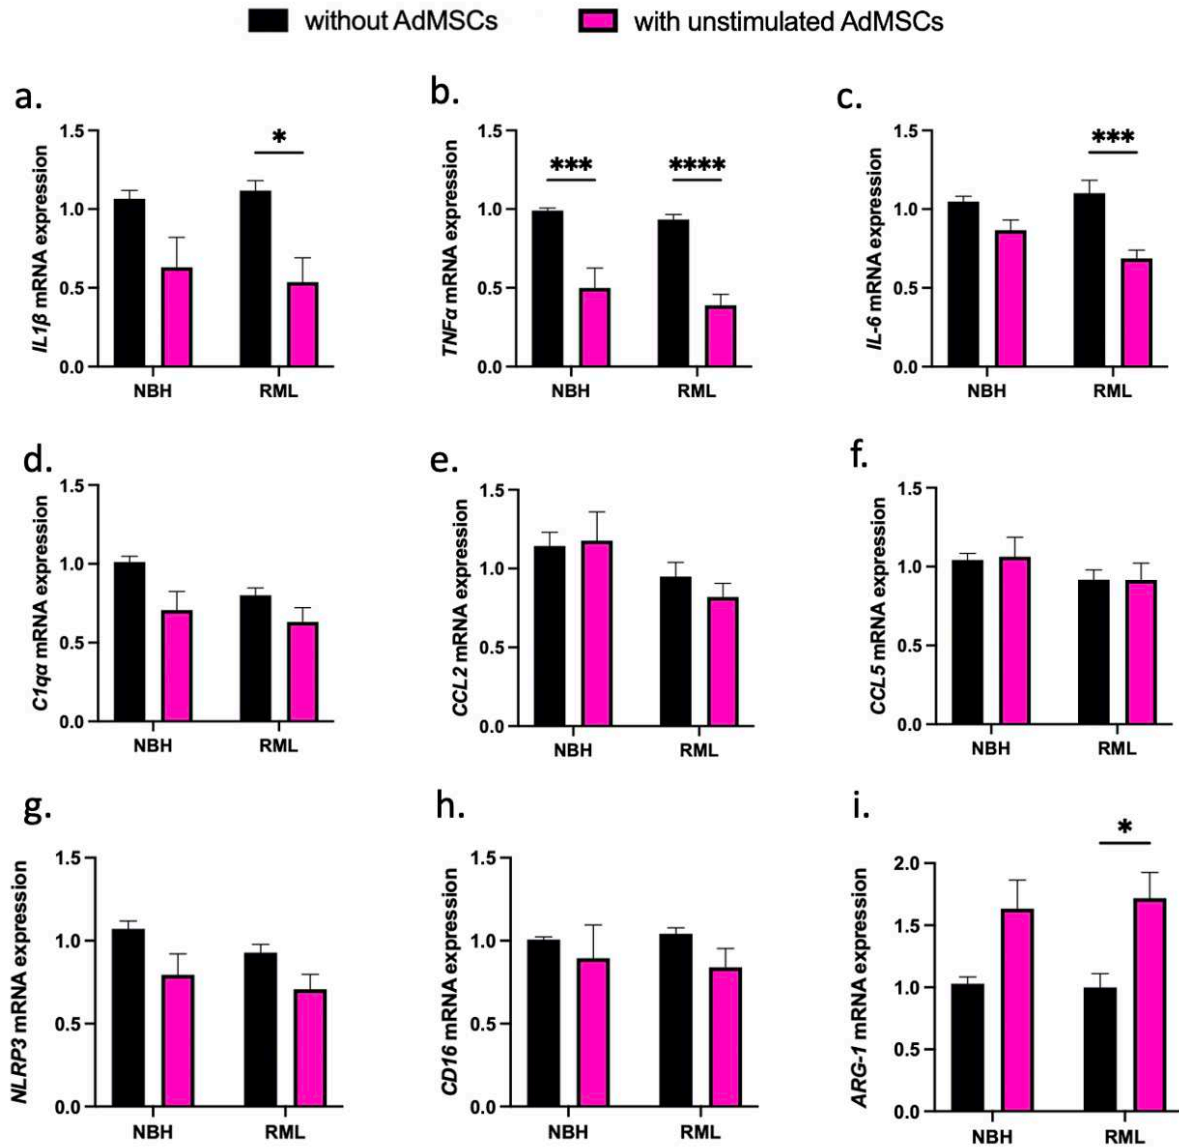 without AdMSCs with unstimulated AdMSCs
a.
*
1.5
1.0
0.5
0.0
IL1β mRNA expression
NBH RML
b.
*** ****
1.5
1.0
0.5
0.0
TNFα mRNA expression
NBH RML
c.
***
1.5
1.0
0.5
0.0
IL-6 mRNA expression
NBH RML
d.
1.5
1.0
0.5
0.0
C1qα mRNA expression
NBH RML
e.
1.5
1.0
0.5
0.0
CCL2 mRNA expression
NBH RML
f.
1.5
1.0
0.5
0.0
CCL5 mRNA expression
NBH RML
g.
1.5
1.0
0.5
0.0
NLRP3 mRNA expression
NBH RML
h.
1.5
1.0
0.5
0.0
CD16 mRNA expression
NBH RML
i.
*
2.0
1.5
1.0
0.5
0.0
ARG-1 mRNA expression
NBH RML